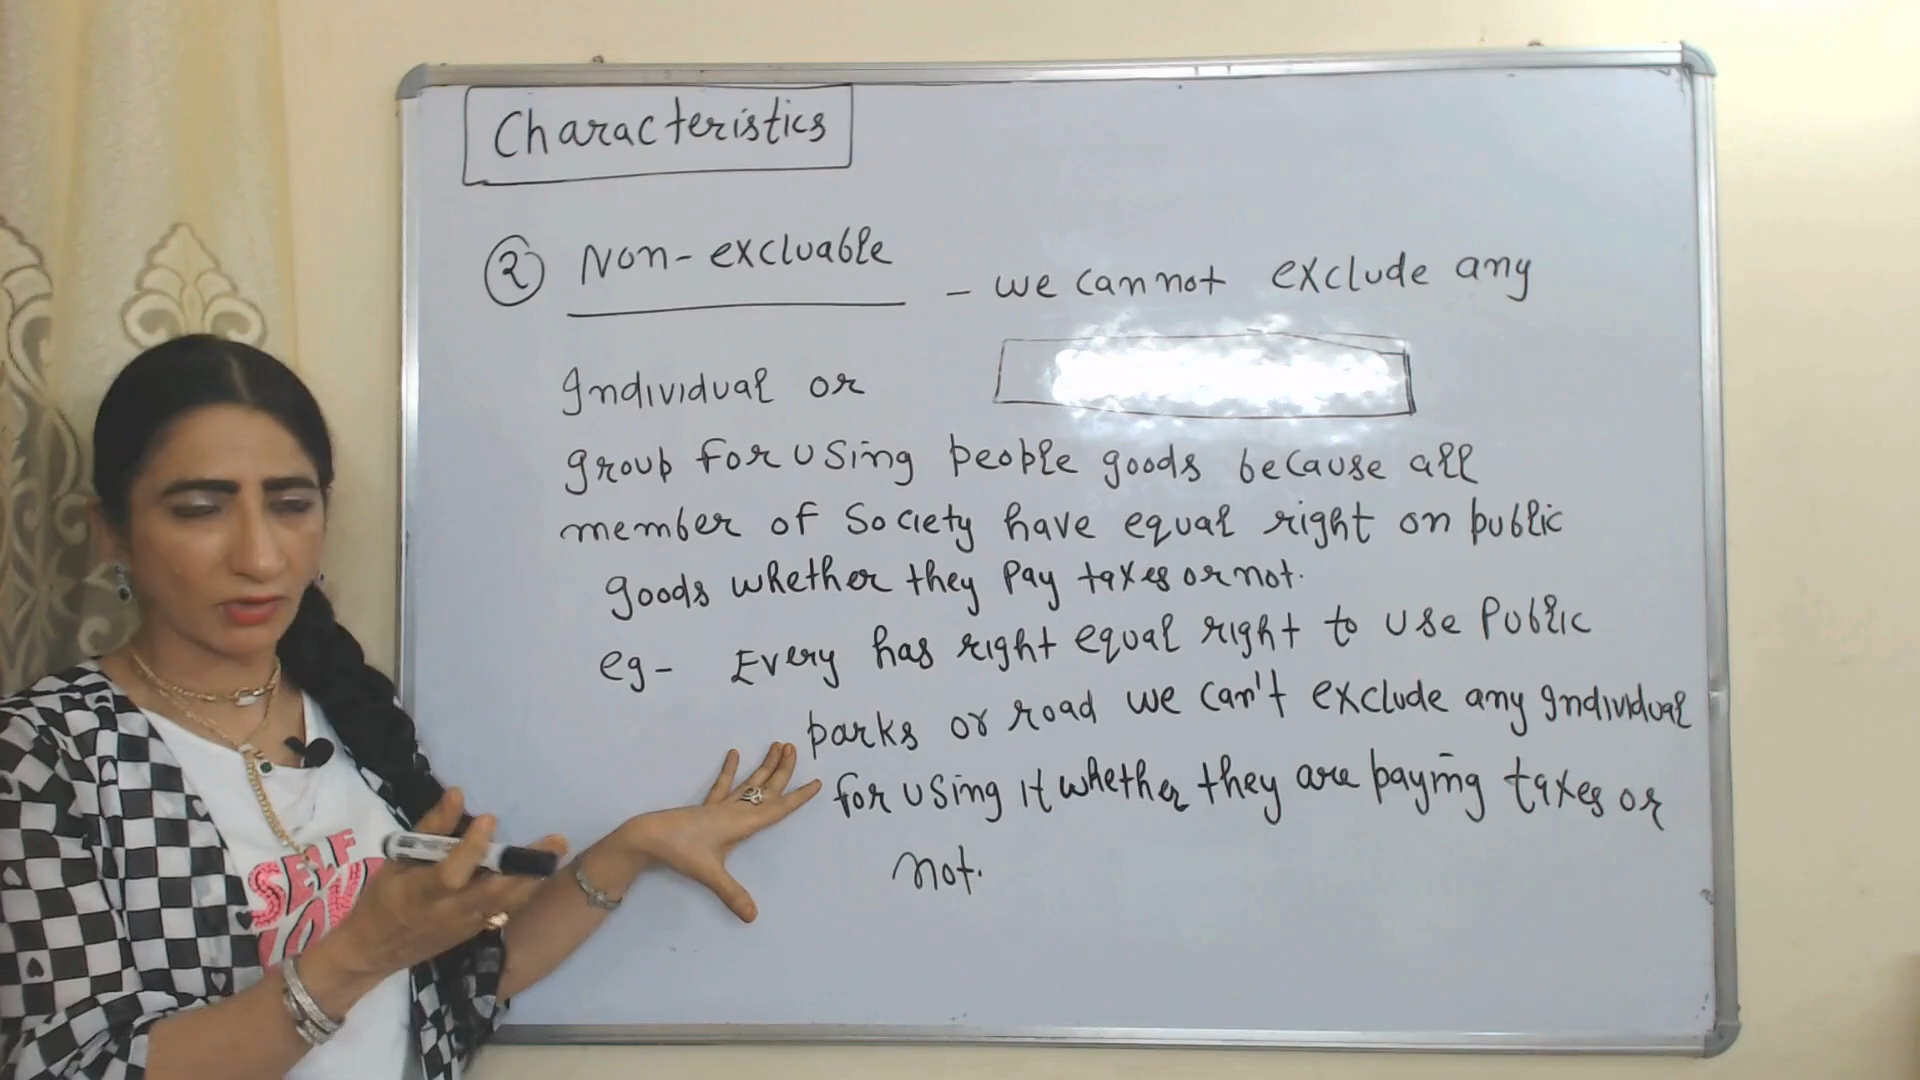 Characteristics
② Non-excluable - we cannot exclude any
Individual or
group for using people goods because all
member of Society have equal right on public
goods whether they pay taxes or not.
eg- Every has right equal right to use Public
parks or road we can't exclude any Individual
for using it whether they are paying taxes or
not.
SELF